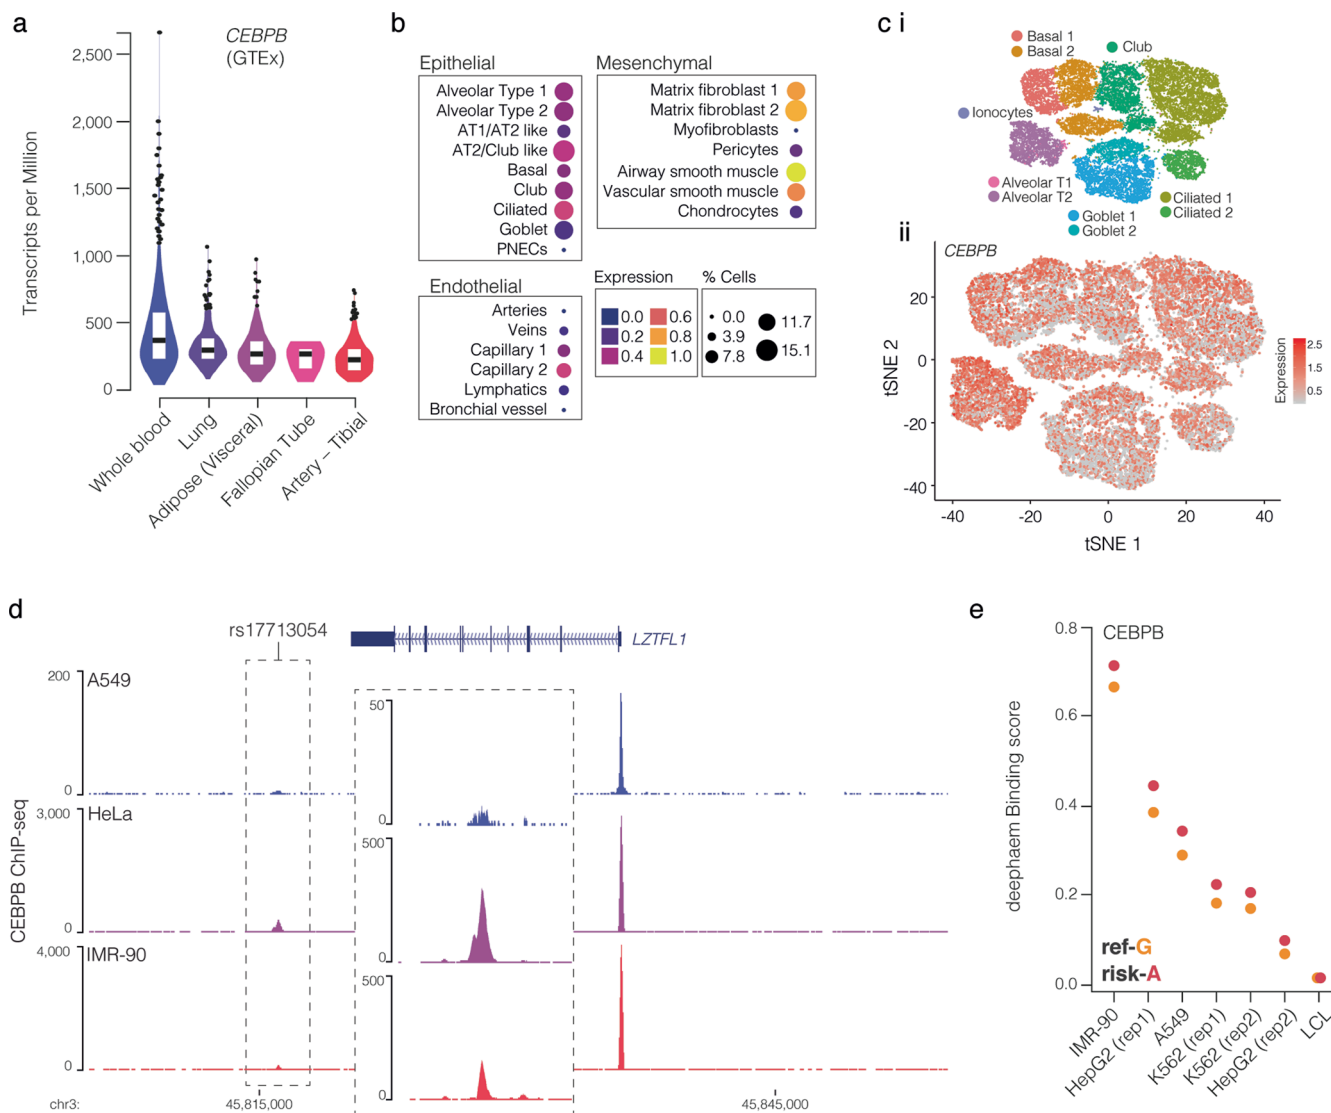 a
CEBPB
(GTEx)
Transcripts per Million
2,500
2,000
1,500
1,000
500
0
Whole blood
Lung
Adipose (Visceral)
Fallopian Tube
Artery – Tibial
b
Epithelial
Alveolar Type 1
Alveolar Type 2
AT1/AT2 like
AT2/Club like
Basal
Club
Ciliated
Goblet
PNECs
Endothelial
Arteries
Veins
Capillary 1
Capillary 2
Lymphatics
Bronchial vessel
Mesenchymal
Matrix fibroblast 1
Matrix fibroblast 2
Myofibroblasts
Pericytes
Airway smooth muscle
Vascular smooth muscle
Chondrocytes
Expression
0.0 0.6
0.2 0.8
0.4 1.0
% Cells
0.0
3.9
7.8
11.7
15.1
c i
Basal 1
Basal 2
Club
Ionocytes
Alveolar T1
Alveolar T2
Goblet 1
Goblet 2
Ciliated 1
Ciliated 2
ii
CEBPB
tSNE 2
20
0
-20
-40
-40 -20 0 20 40
tSNE 1
Expression
2.5
1.5
0.5
d
rs17713054
LZTFL1
CEBPB ChIP-seq
A549
200
0
HeLa
3,000
0
IMR-90
4,000
0
50
0
500
0
500
0
chr3:
45,815,000
45,845,000
e
CEBPB
deephaem Binding score
0.8
0.6
0.4
0.2
0.0
ref-G
risk-A
IMR-90
HepG2 (rep1)
A549
K562 (rep1)
K562 (rep2)
HepG2 (rep2)
LCL